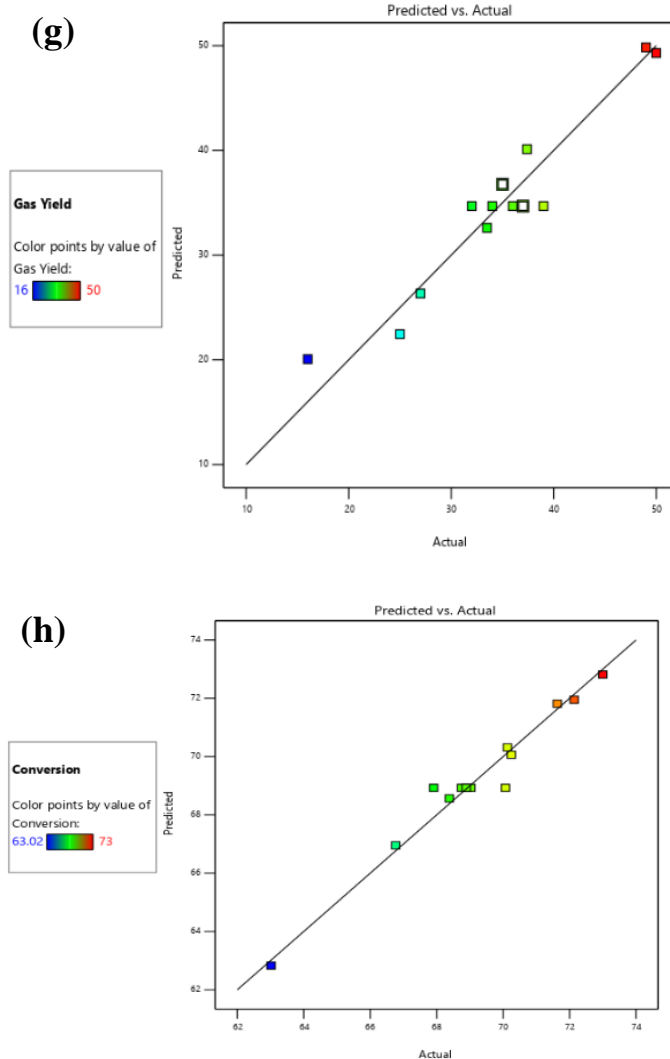 (g)
Predicted vs. Actual
Gas Yield
Color points by value of
Gas Yield:
16 50
Predicted
50
40
30
20
10
10 20 30 40 50
Actual
(h)
Predicted vs. Actual
Conversion
Color points by value of
Conversion:
63.02 73
Predicted
74
72
70
68
66
64
62
62 64 66 68 70 72 74
Actual